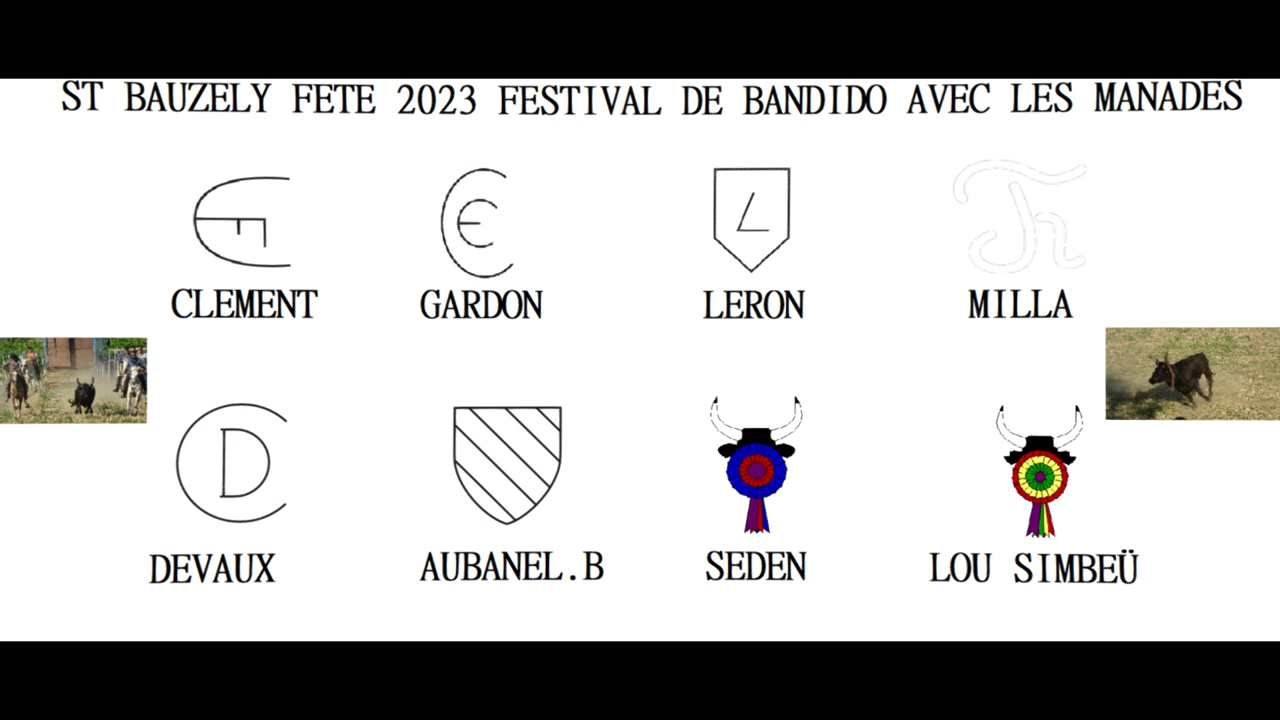 ST BAUZELY FETE 2023 FESTIVAL DE BANDIDO AVEC LES MANADES
CLEMENT GARDON LERON MILLA
DEVAUX AUBANEL.B SEDEN LOU SIMBEÜ